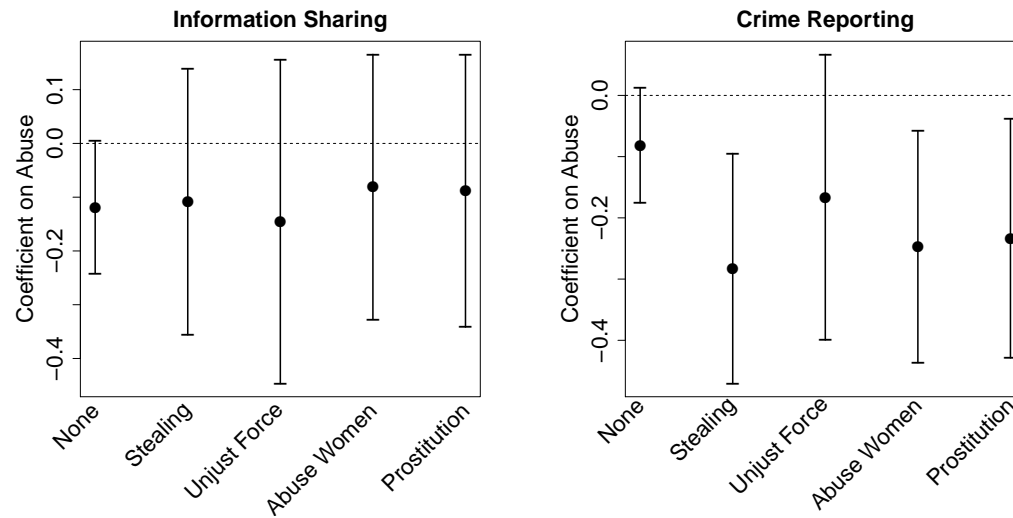 Information Sharing
Coefficient on Abuse
0.1
0.0
−0.2
−0.4
None
Stealing
Unjust Force
Abuse Women
Prostitution
Crime Reporting
Coefficient on Abuse
0.0
−0.2
−0.4
None
Stealing
Unjust Force
Abuse Women
Prostitution